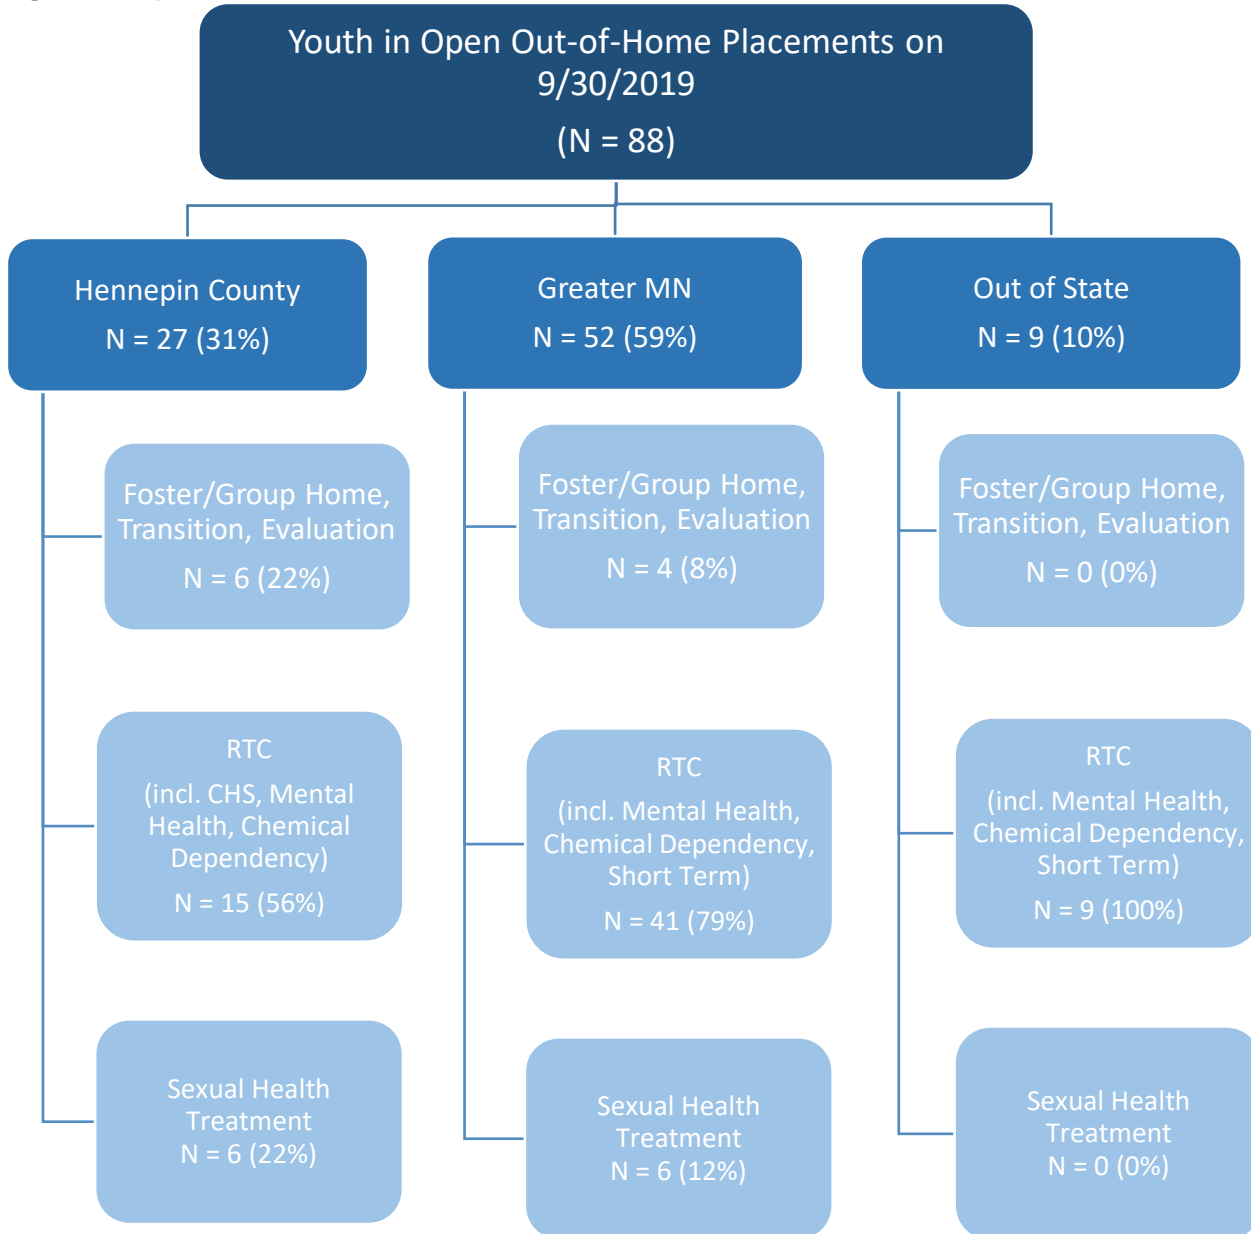 Youth in Open Out-of-Home Placements on
9/30/2019
(N = 88)
Hennepin County
N = 27 (31%)
Greater MN
N = 52 (59%)
Out of State
N = 9 (10%)
Foster/Group Home,
Transition, Evaluation
N = 6 (22%)
Foster/Group Home,
Transition, Evaluation
N = 4 (8%)
Foster/Group Home,
Transition, Evaluation
N = 0 (0%)
RTC
(incl. CHS, Mental
Health, Chemical
Dependency)
N = 15 (56%)
RTC
(incl. Mental Health,
Chemical Dependency,
Short Term)
N = 41 (79%)
RTC
(incl. Mental Health,
Chemical Dependency,
Short Term)
N = 9 (100%)
Sexual Health
Treatment
N = 6 (22%)
Sexual Health
Treatment
N = 6 (12%)
Sexual Health
Treatment
N = 0 (0%)